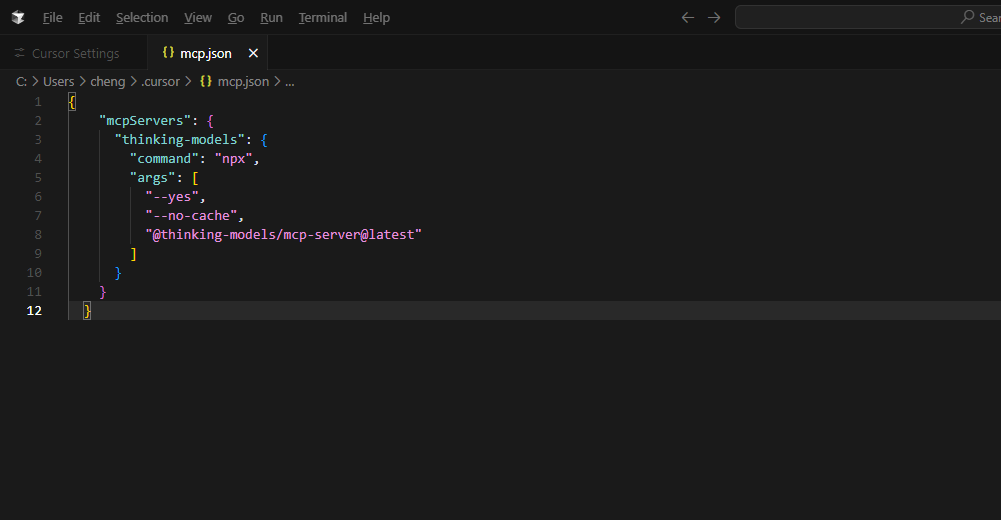 File Edit Selection View Go Run Terminal Help
Cursor Settings {} mcp.json ×
C: > Users > cheng > .cursor > {} mcp.json > ...
1 {
2 "mcpServers": {
3 "thinking-models": {
4 "command": "npx",
5 "args": [
6 "--yes",
7 "--no-cache",
8 "@thinking-models/mcp-server@latest"
9 ]
10 }
11 }
12 }